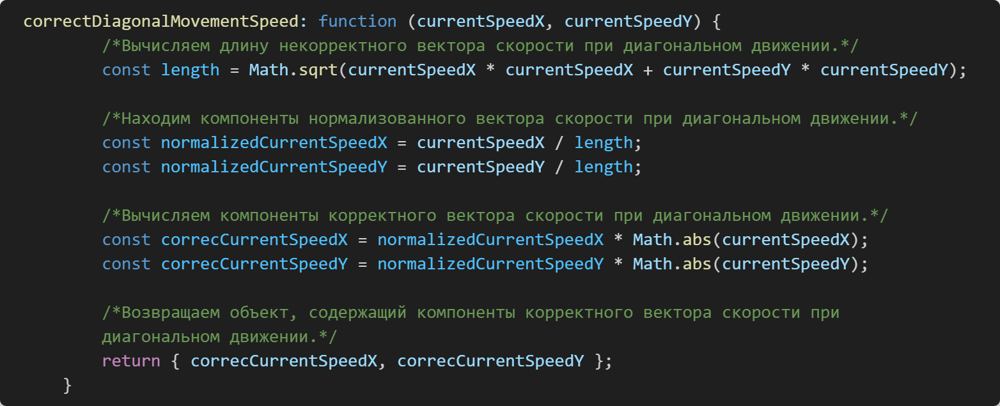 correctDiagonalMovementSpeed: function (currentSpeedX, currentSpeedY) {
/*Вычисляем длину некорректного вектора скорости при диагональном движении.*/
const length = Math.sqrt(currentSpeedX * currentSpeedX + currentSpeedY * currentSpeedY);
/*Находим компоненты нормализованного вектора скорости при диагональном движении.*/
const normalizedCurrentSpeedX = currentSpeedX / length;
const normalizedCurrentSpeedY = currentSpeedY / length;
/*Вычисляем компоненты корректного вектора скорости при диагональном движении.*/
const correcCurrentSpeedX = normalizedCurrentSpeedX * Math.abs(currentSpeedX);
const correcCurrentSpeedY = normalizedCurrentSpeedY * Math.abs(currentSpeedY);
/*Возвращаем объект, содержащий компоненты корректного вектора скорости при
диагональном движении.*/
return { correcCurrentSpeedX, correcCurrentSpeedY };
}